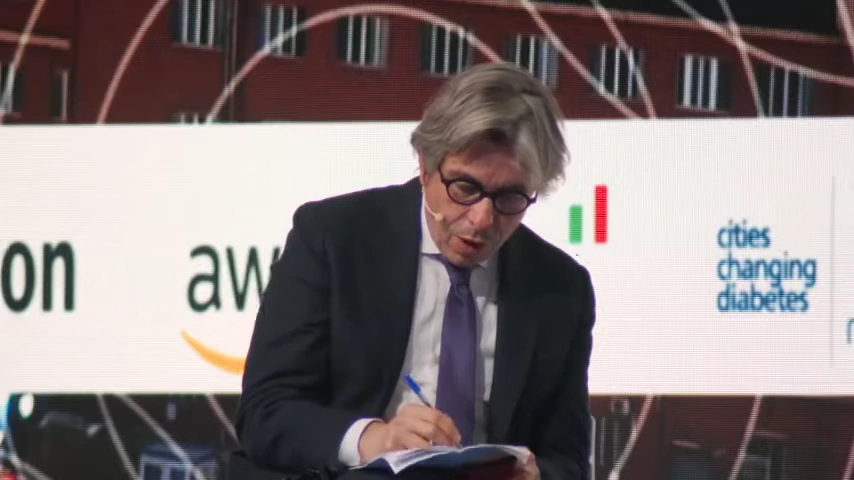 on
aw
cities
changing
diabetes